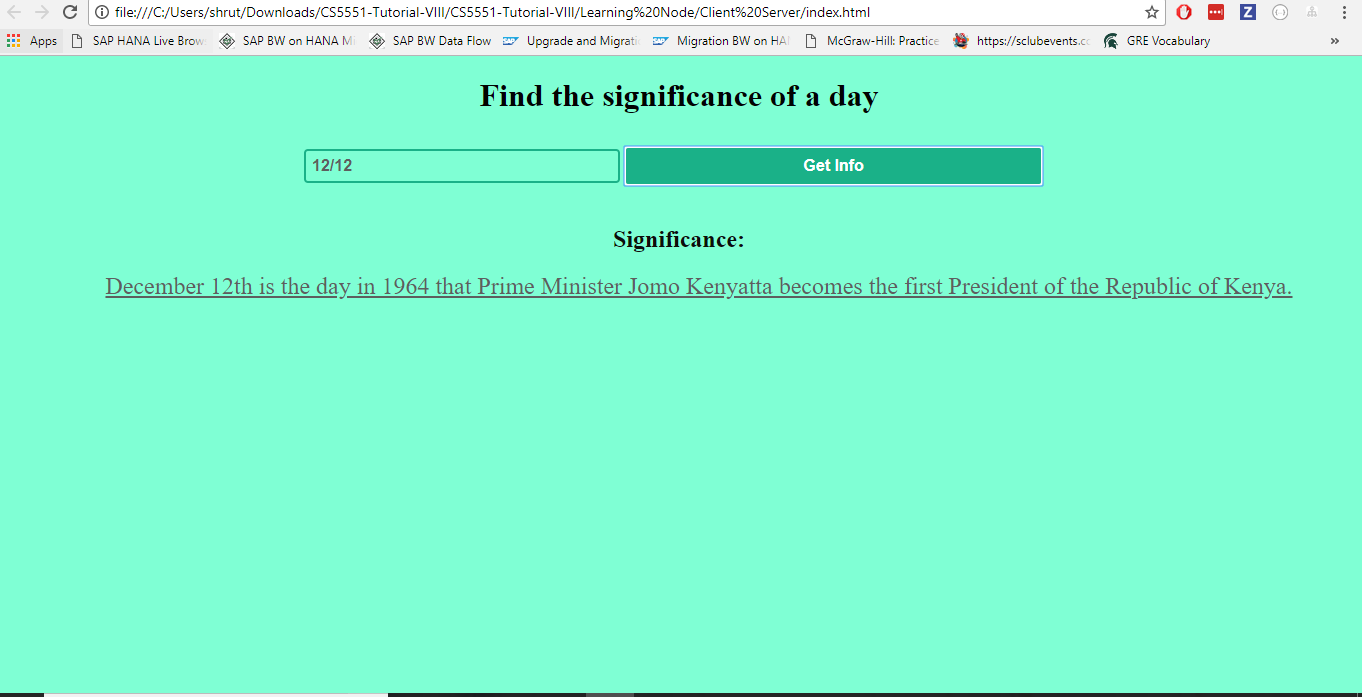 file:///C:/Users/shrut/Downloads/CS5551-Tutorial-VIII/CS5551-Tutorial-VIII/Learning%20Node/Client%20Server/index.html
Apps SAP HANA Live Brow SAP BW on HANA Mi SAP BW Data Flow Upgrade and Migrati Migration BW on HA McGraw-Hill: Practice https://sclubevents.cc GRE Vocabulary »
Find the significance of a day
12/12 Get Info
Significance:
December 12th is the day in 1964 that Prime Minister Jomo Kenyatta becomes the first President of the Republic of Kenya.